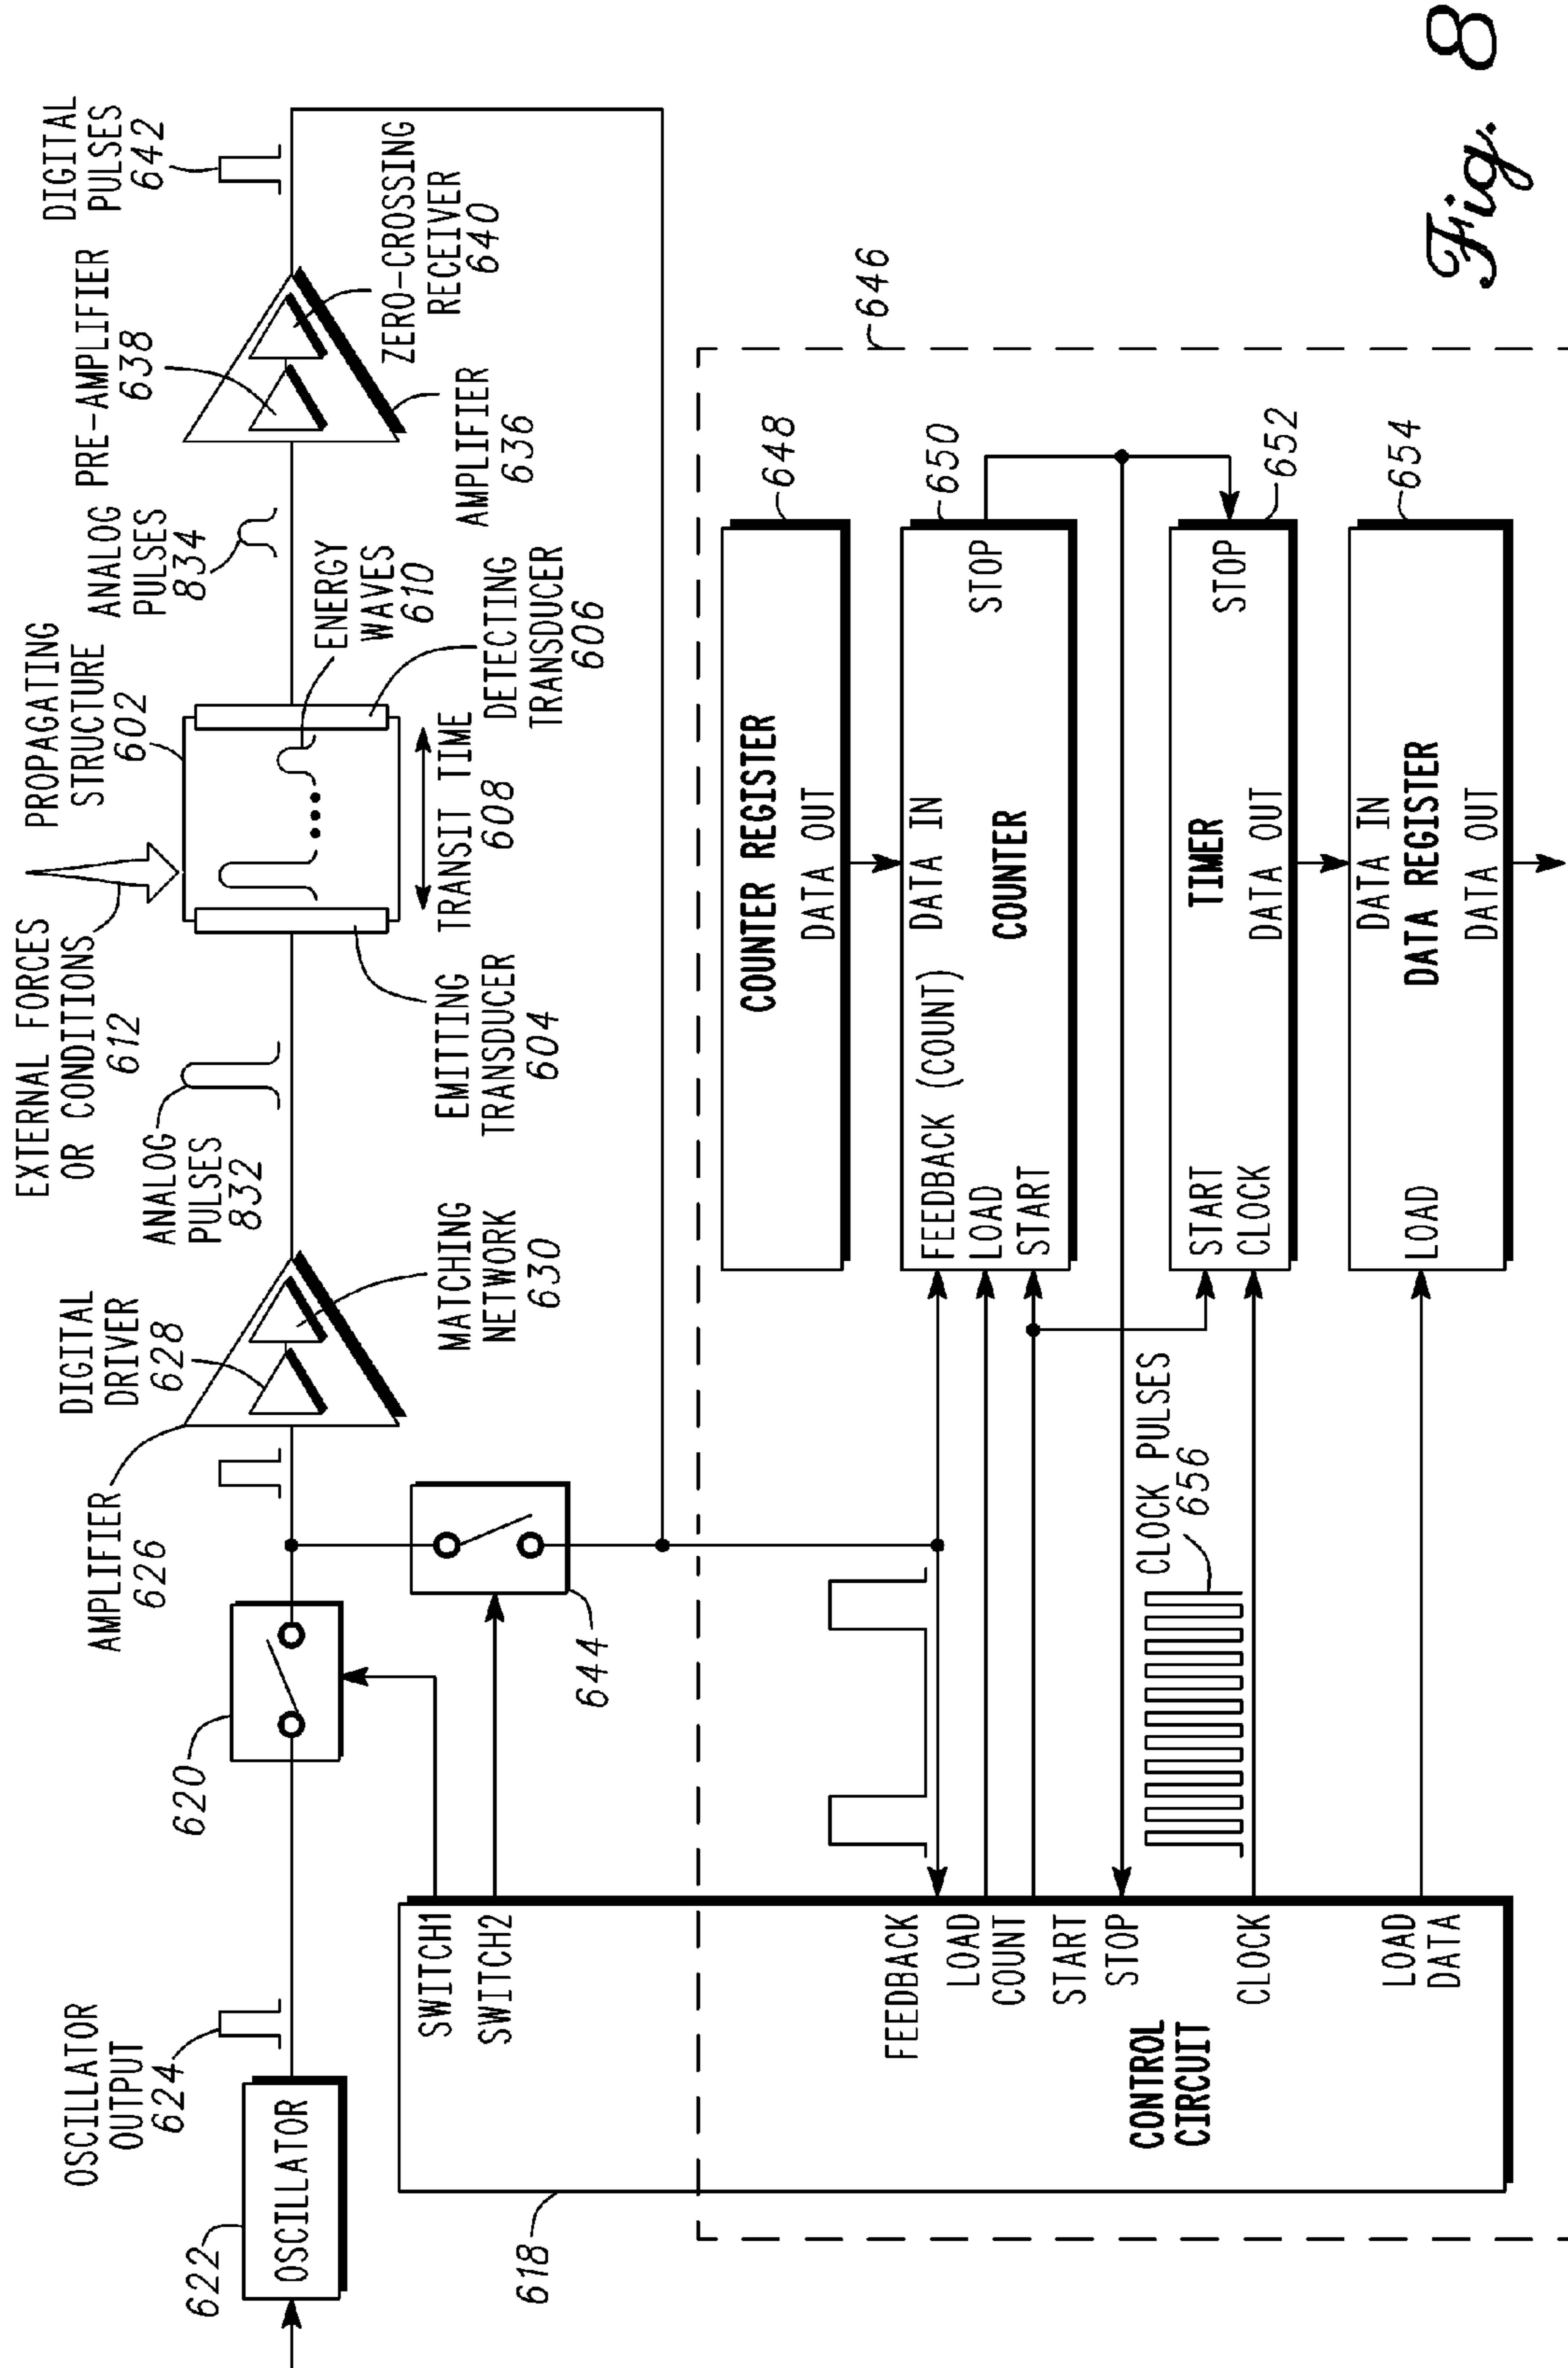 EXTERNAL FORCES
OR CONDITIONS
612
PROPAGATING
STRUCTURE
602
DIGITAL
PULSES
642
PRE-AMPLIFIER
638
ANALOG
PULSES
834
ANALOG
PULSES
832
DIGITAL
DRIVER
628
AMPLIFIER
626
OSCILLATOR
OUTPUT
624
622
OSCILLATOR
620
MATCHING
NETWORK
630
EMITTING
TRANSDUCER
604
TRANSIT TIME
608
ENERGY
WAVES
610
DETECTING
TRANSDUCER
606
AMPLIFIER
636
ZERO-CROSSING
RECEIVER
640
644
618
SWITCH1
SWITCH2
FEEDBACK
LOAD
COUNT
START
STOP
CLOCK
LOAD
DATA
CONTROL
CIRCUIT
646
COUNTER REGISTER
DATA OUT
648
FEEDBACK (COUNT)
DATA IN
LOAD
START
COUNTER
STOP
650
CLOCK PULSES
656
START
CLOCK
TIMER
DATA OUT
STOP
652
LOAD
DATA IN
DATA REGISTER
DATA OUT
654
Fig. 8